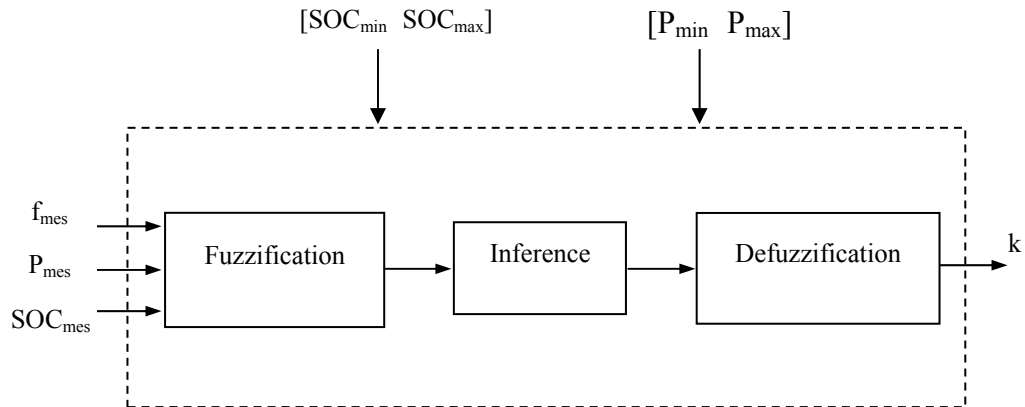 [SOCmin SOCmax]
[Pmin Pmax]
fmes
Pmes
SOCmes
Fuzzification
Inference
Defuzzification
k